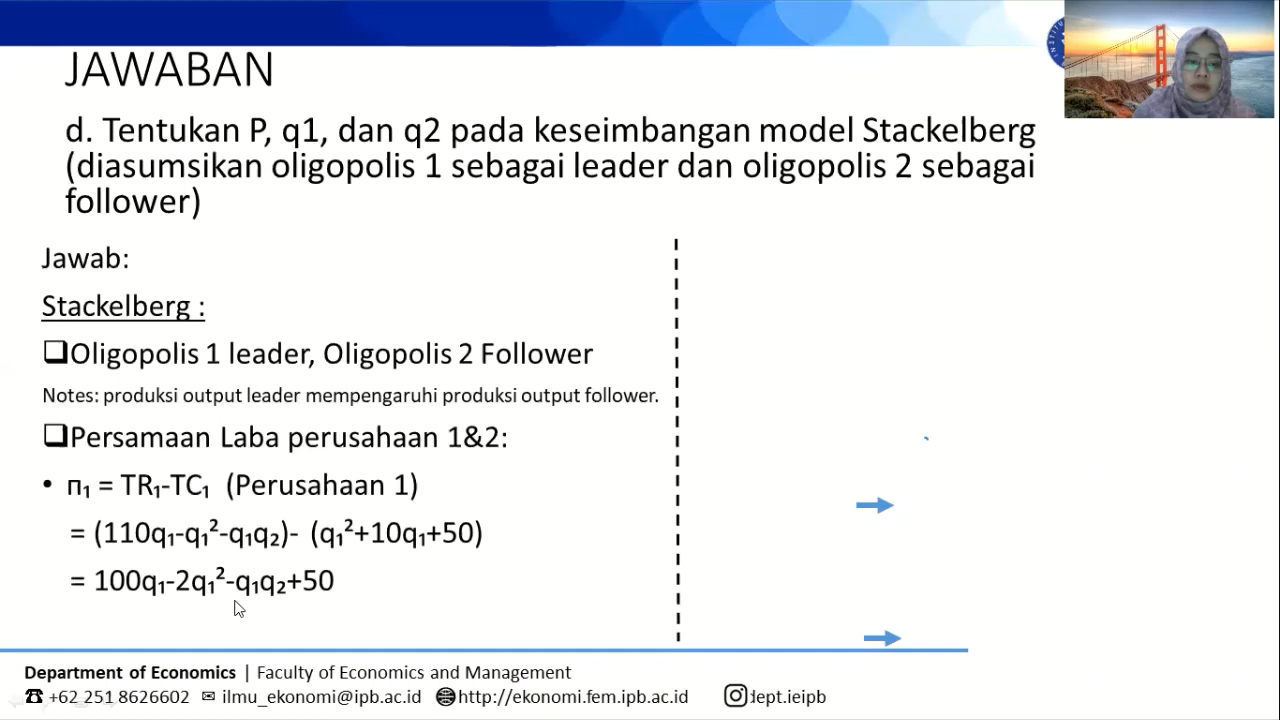 JAWABAN
d. Tentukan P, q1, dan q2 pada keseimbangan model Stackelberg
(diasumsikan oligopolis 1 sebagai leader dan oligopolis 2 sebagai
follower)
Jawab:
Stackelberg :
❑Oligopolis 1 leader, Oligopolis 2 Follower
Notes: produksi output leader mempengaruhi produksi output follower.
❑Persamaan Laba perusahaan 1&2:
• π₁ = TR₁-TC₁ (Perusahaan 1)
= (110q₁-q₁²-q₁q₂)- (q₁²+10q₁+50)
= 100q₁-2q₁²-q₁q₂+50
Department of Economics | Faculty of Economics and Management
☎ +62 251 8626602 ✉ ilmu_ekonomi@ipb.ac.id http://ekonomi.fem.ipb.ac.id dept.ieipb